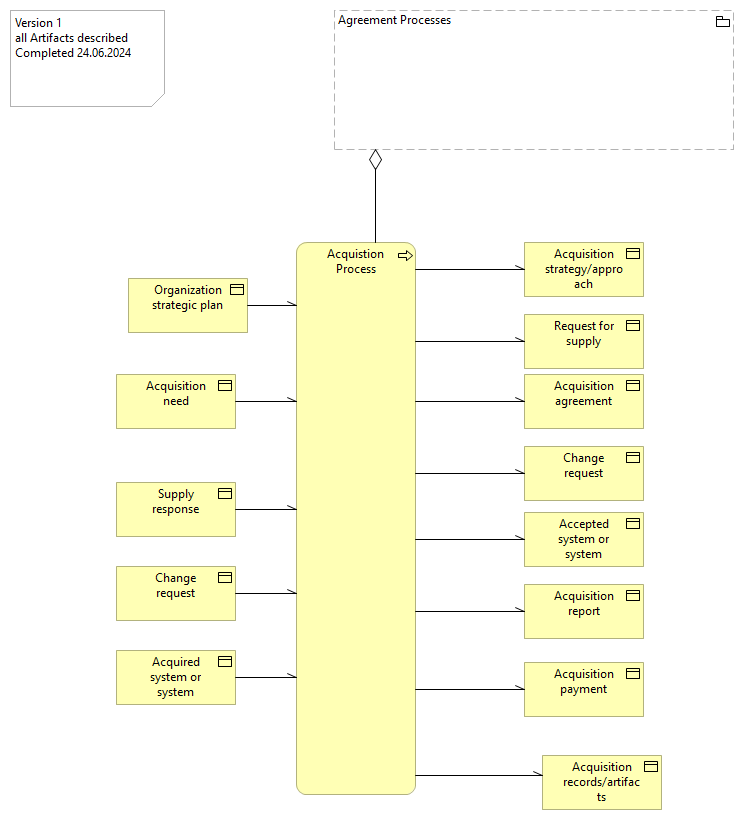 Version 1
all Artifacts described
Completed 24.06.2024
Agreement Processes
Acquistion
Process
Organization
strategic plan
Acquisition
need
Supply
response
Change
request
Acquired
system or
system
Acquisition
strategy/appro
ach
Request for
supply
Acquisition
agreement
Change
request
Accepted
system or
system
Acquisition
report
Acquisition
payment
Acquisition
records/artifac
ts